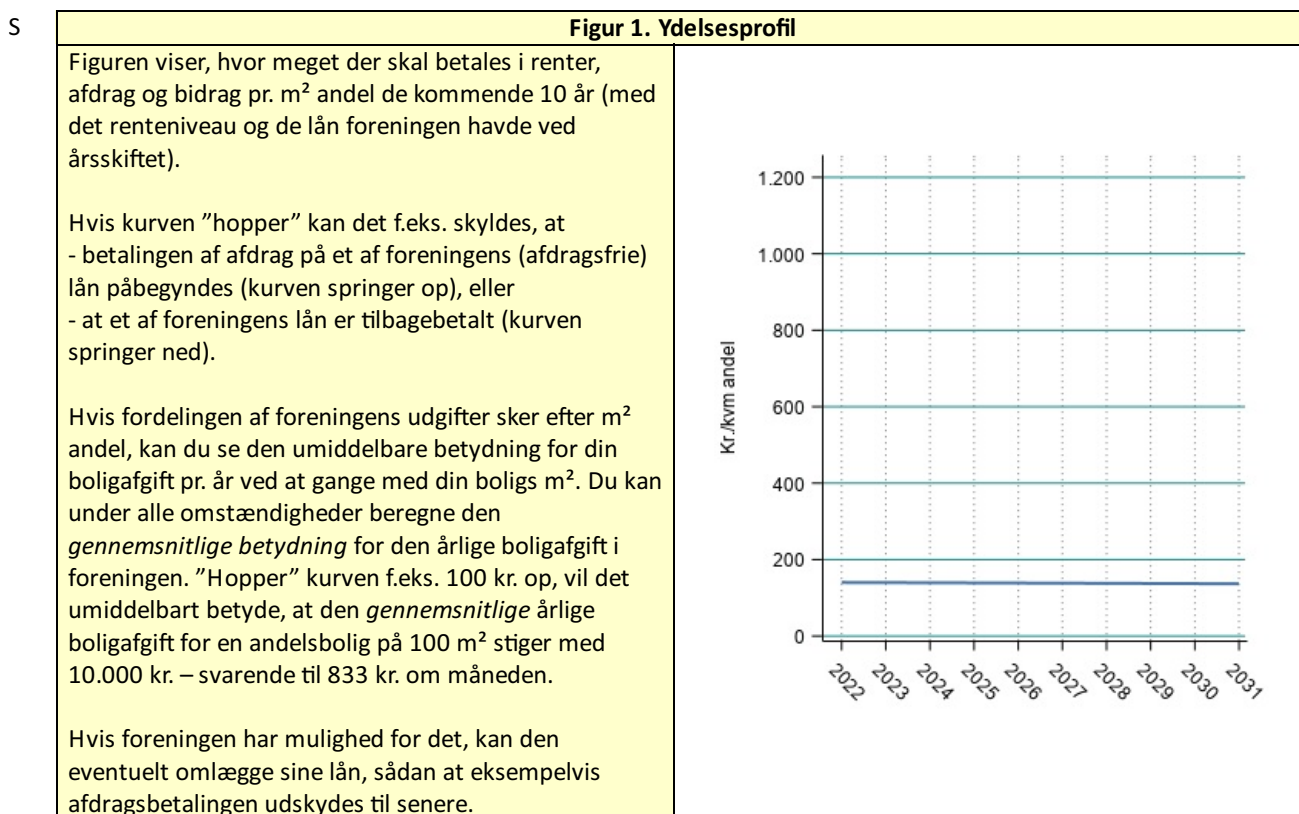 S
Figur 1. Ydelsesprofil
Figuren viser, hvor meget der skal betales i renter,
afdrag og bidrag pr. m² andel de kommende 10 år (med
det renteniveau og de lån foreningen havde ved
årsskiftet).
Hvis kurven ”hopper” kan det f.eks. skyldes, at
- betalingen af afdrag på et af foreningens (afdragsfrie)
lån påbegyndes (kurven springer op), eller
- at et af foreningens lån er tilbagebetalt (kurven
springer ned).
Hvis fordelingen af foreningens udgifter sker efter m²
andel, kan du se den umiddelbare betydning for din
boligafgift pr. år ved at gange med din boligs m². Du kan
under alle omstændigheder beregne den
gennemsnitlige betydning for den årlige boligafgift i
foreningen. ”Hopper” kurven f.eks. 100 kr. op, vil det
umiddelbart betyde, at den gennemsnitlige årlige
boligafgift for en andelsbolig på 100 m² stiger med
10.000 kr. – svarende til 833 kr. om måneden.
Hvis foreningen har mulighed for det, kan den
eventuelt omlægge sine lån, sådan at eksempelvis
afdragsbetalingen udskydes til senere.
Kr./kvm andel
1.200
1.000
800
600
400
200
0
2022
2023
2024
2025
2026
2027
2028
2029
2030
2031